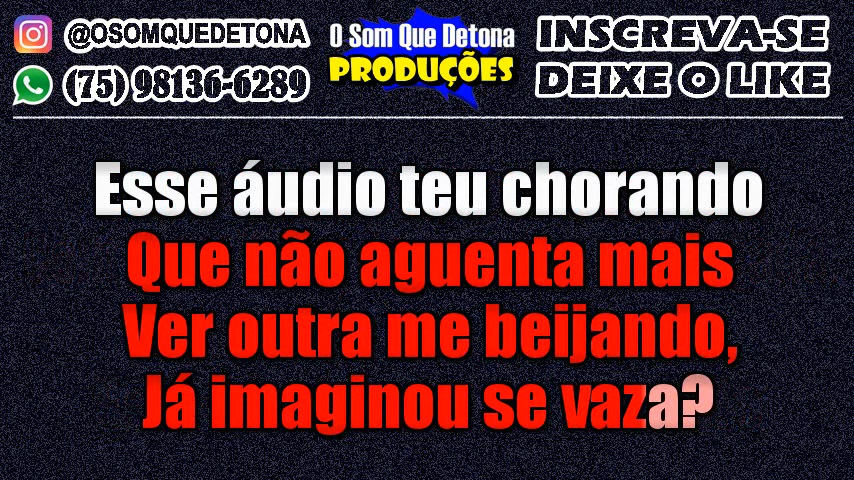 @OSOMQUEDETONA
(75) 98136-6289
O Som Que Detona
PRODUÇÕES
INSCREVA-SE
DEIXE O LIKE
Esse áudio teu chorando
Que não aguenta mais
Ver outra me beijando,
Já imaginou se vaza?